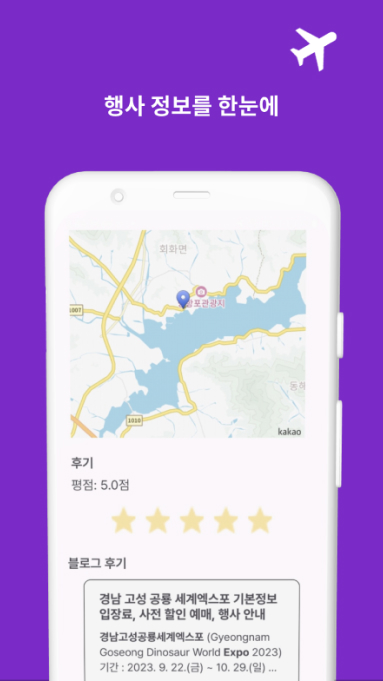 행사 정보를 한눈에
회화면
당포관광지
1007
1010
동해
kakao
후기
평점: 5.0점
블로그 후기
경남 고성 공룡 세계엑스포 기본정보
입장료, 사전 할인 예매, 행사 안내
경남고성공룡세계엑스포 (Gyeongnam
Goseong Dinosaur World Expo 2023)
기간 : 2023. 9. 22.(금) ~ 10. 29.(일) ...